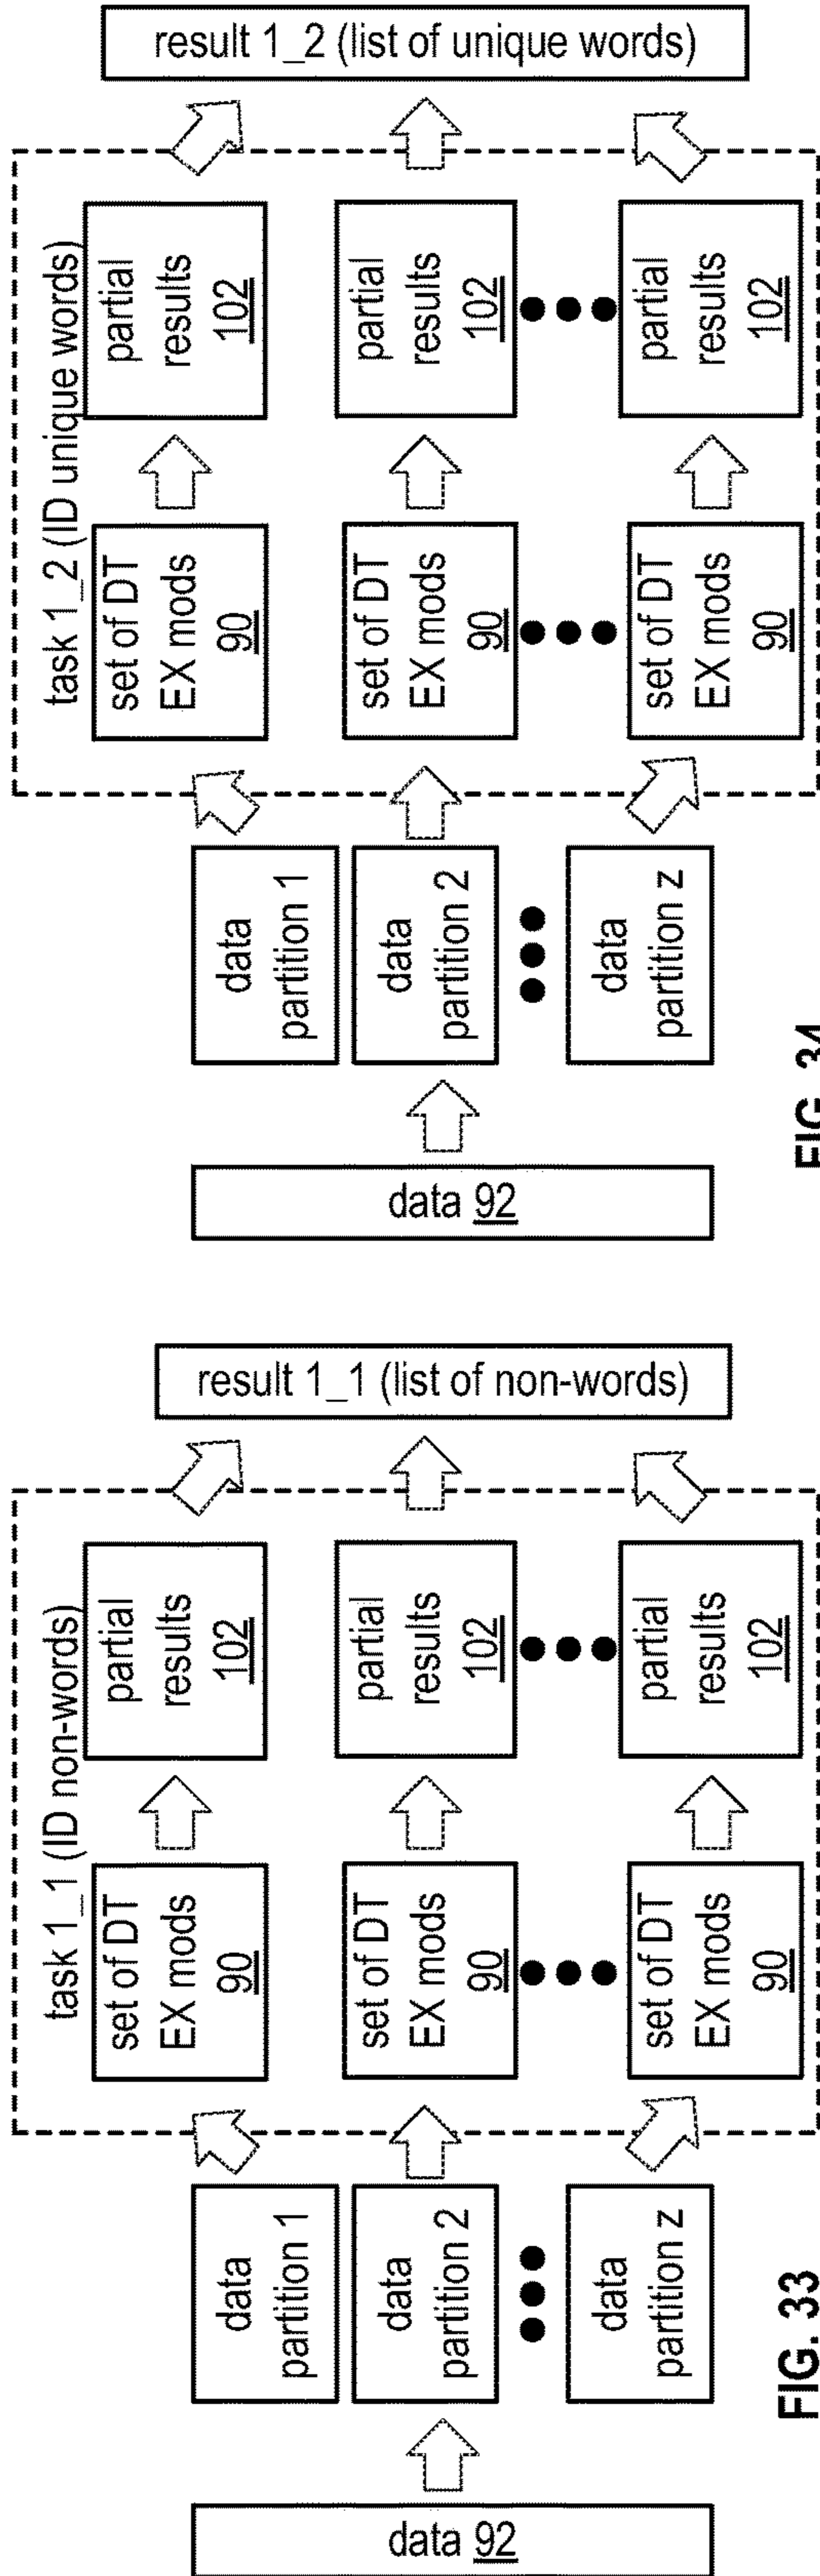 task 1_1 (ID non-words)
data 92
data
partition 1
data
partition 2
data
partition z
set of DT
EX mods
90
set of DT
EX mods
90
set of DT
EX mods
90
partial
results
102
partial
results
102
partial
results
102
result 1_1 (list of non-words)
FIG. 33
task 1_2 (ID unique words)
data 92
data
partition 1
data
partition 2
data
partition z
set of DT
EX mods
90
set of DT
EX mods
90
set of DT
EX mods
90
partial
results
102
partial
results
102
partial
results
102
result 1_2 (list of unique words)
FIG. 34